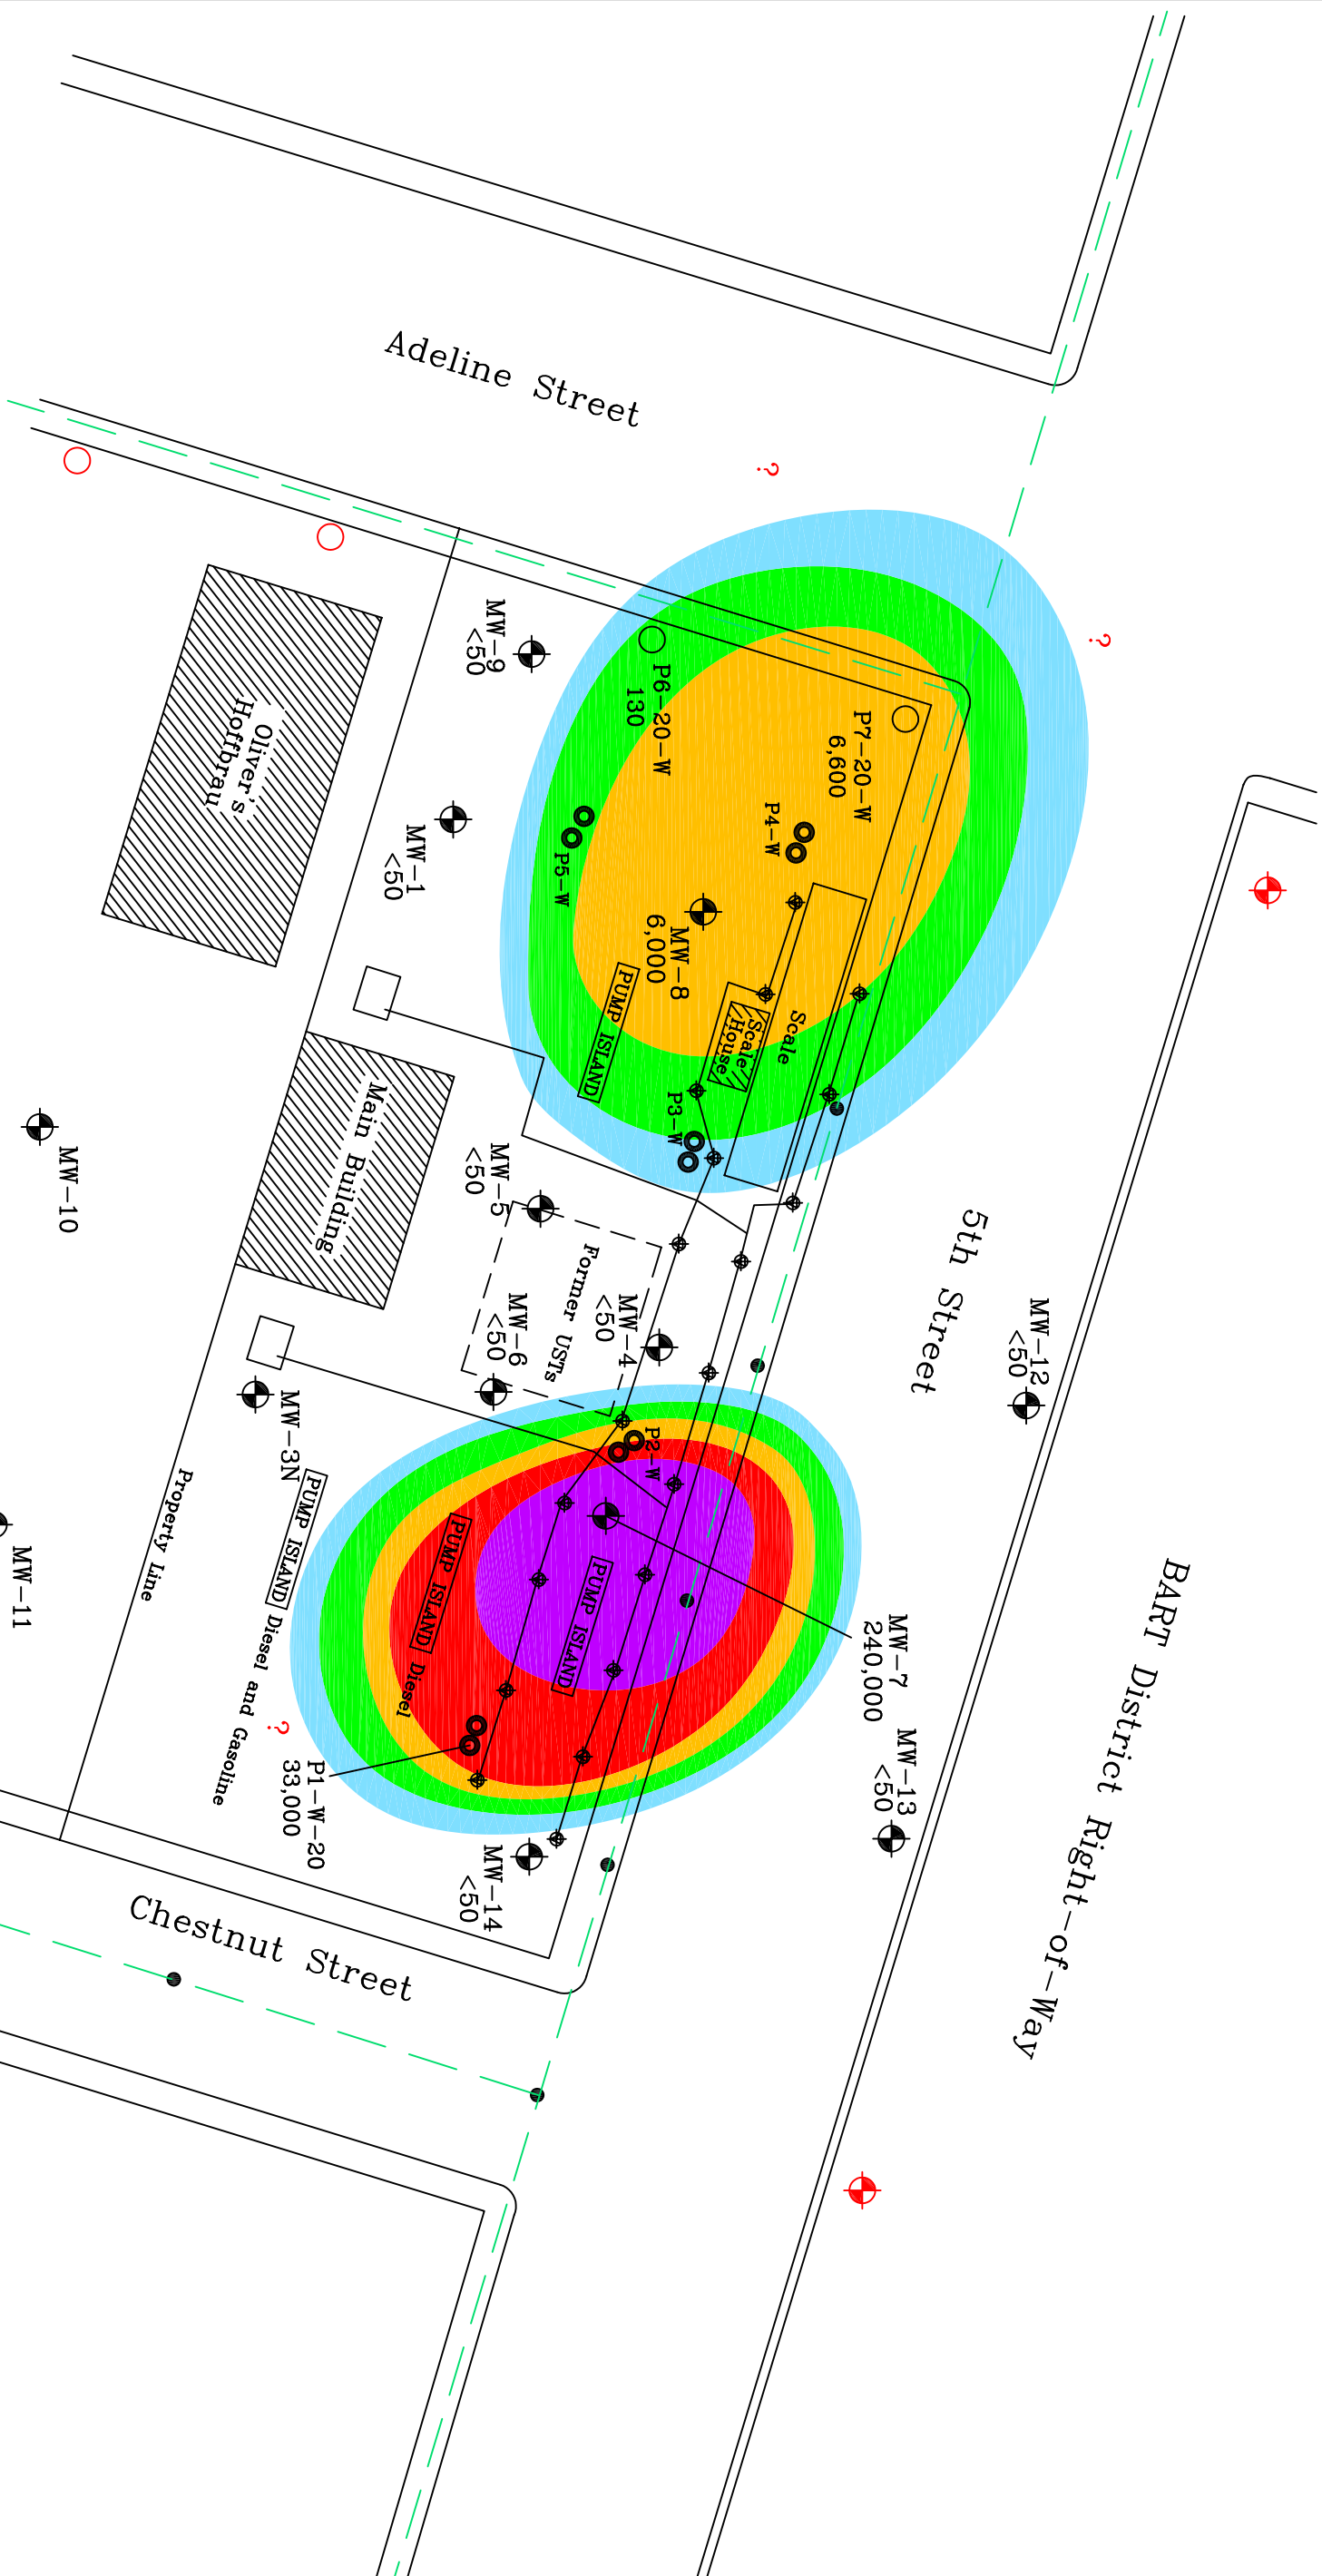 Adeline Street
?
?
MW-9
<50
P6-20-W
130
P7-20-W
6,600
Oliver's
Hoffbrau
MW-1
<50
P5-W
P4-W
MW-8
6,000
PUMP ISLAND
Scale
House
Scale
P3-W
Main Building
MW-10
MW-5
<50
Former USTs
MW-6
<50
MW-4
<50
5th Street
MW-12
<50
MW-3N
P2-W
Property Line
PUMP ISLAND Diesel and Gasoline
PUMP ISLAND Diesel
PUMP ISLAND
MW-11
MW-7
240,000
MW-13
<50
?
P1-W-20
33,000
MW-14
<50
BART District Right-of-Way
Chestnut Street